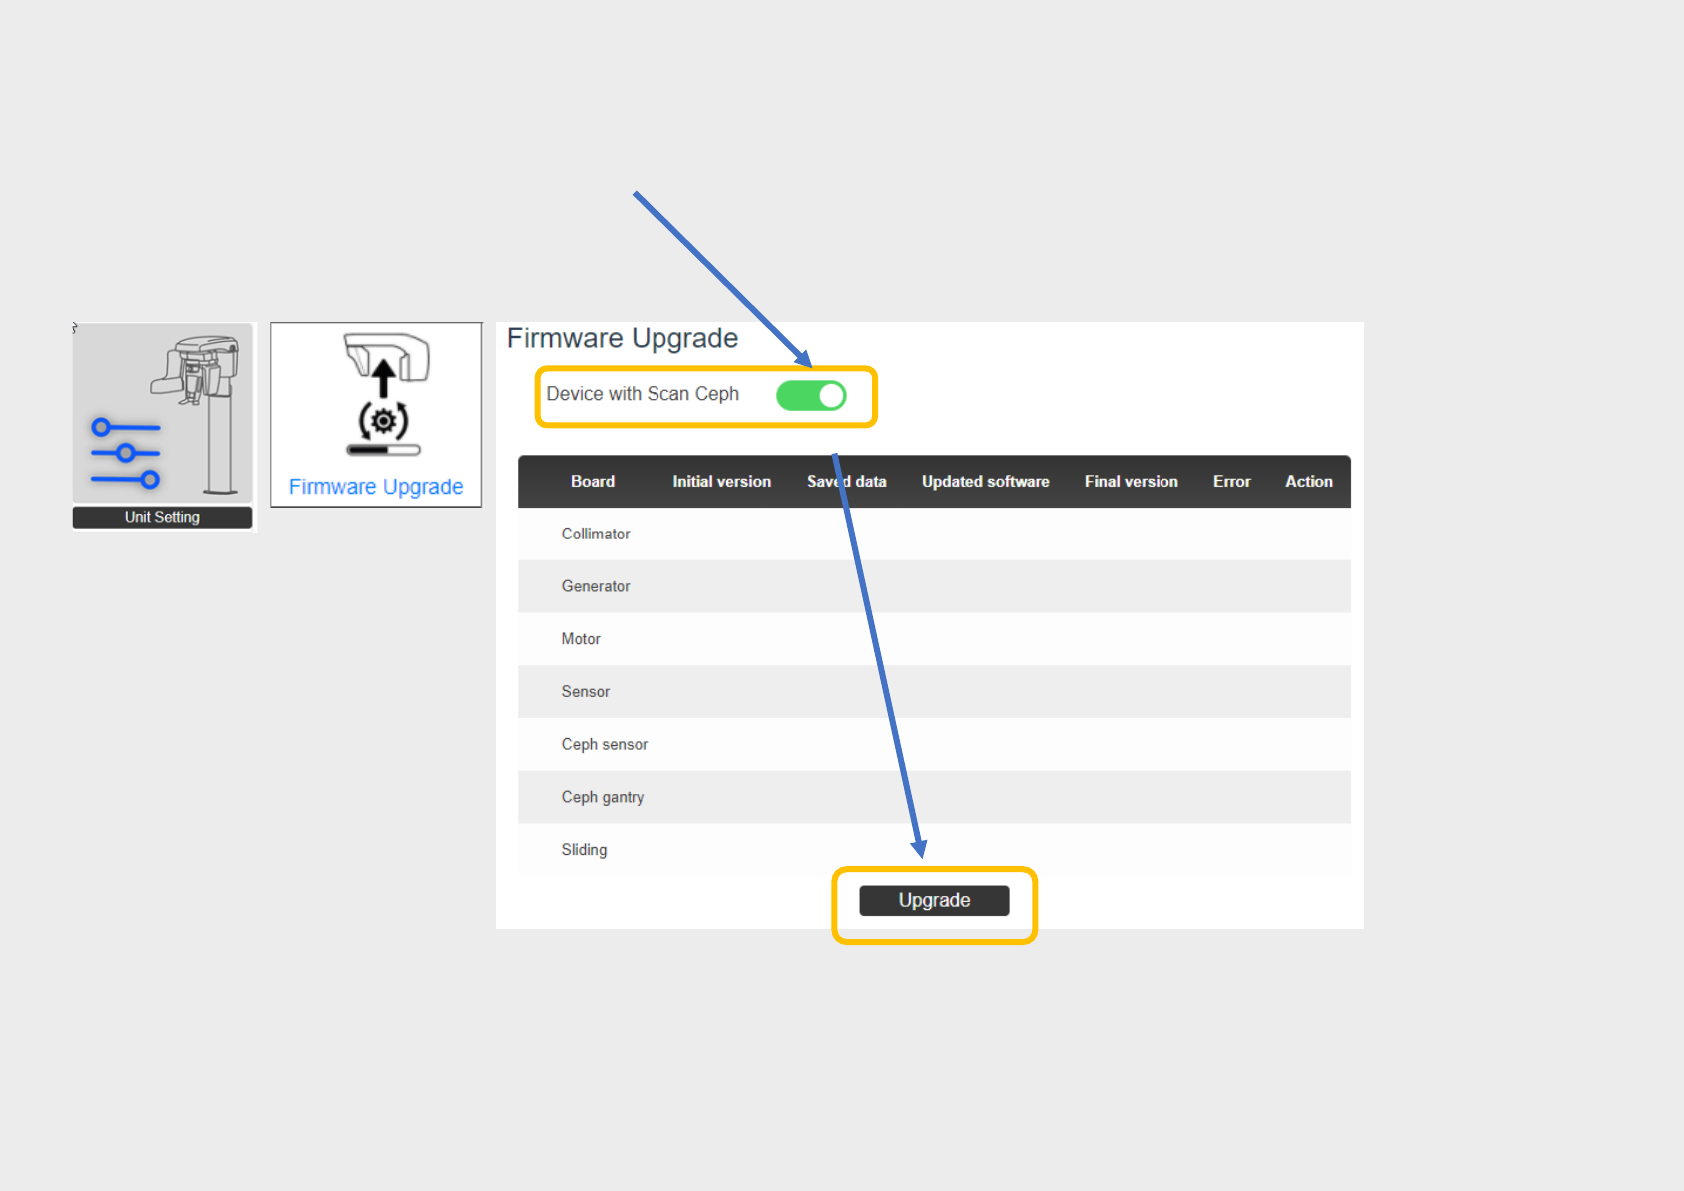 Unit Setting
Firmware Upgrade
Firmware Upgrade
Device with Scan Ceph
Board Initial version Saved data Updated software Final version Error Action
Collimator
Generator
Motor
Sensor
Ceph sensor
Ceph gantry
Sliding
Upgrade